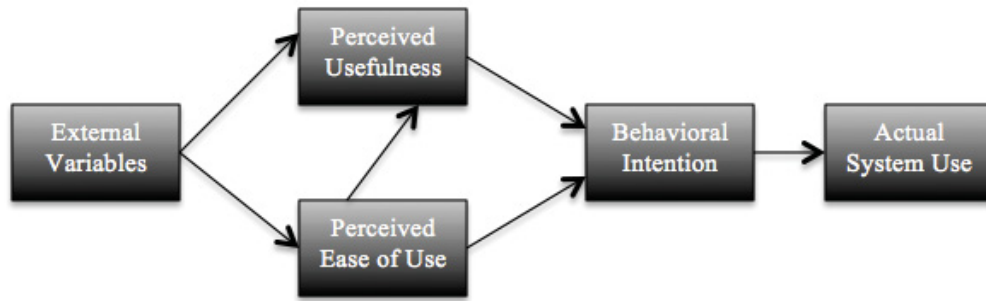 Perceived
Usefulness
External
Variables
Behavioral
Intention
Actual
System Use
Perceived
Ease of Use